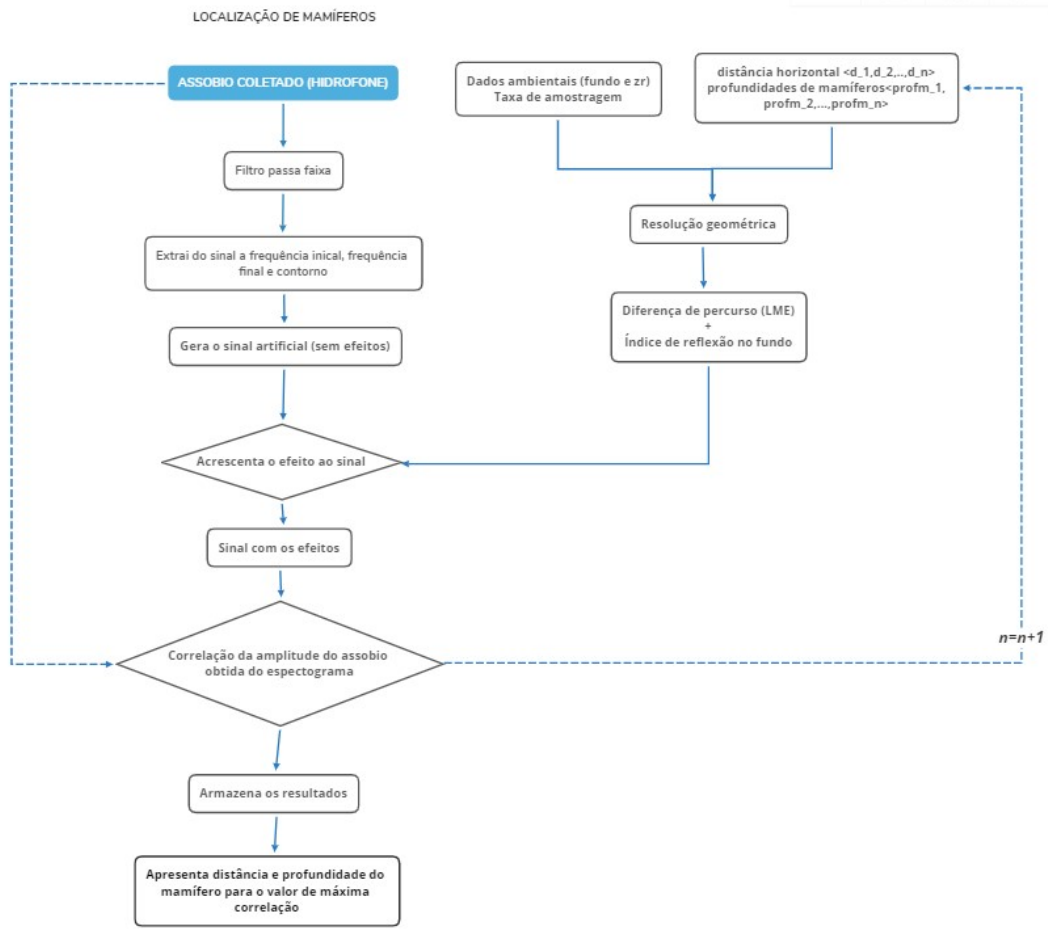 LOCALIZAÇÃO DE MAMÍFEROS
ASSOBIO COLETADO (HIDROFONE)
Dados ambientais (fundo e zr)
Taxa de amostragem
distância horizontal <d_1,d_2,..,d_n>
profundidades de mamíferos<profm_1,
profm_2,...,profm_n>
Filtro passa faixa
Resolução geométrica
Extrai do sinal a frequência inical, frequência
final e contorno
Diferença de percurso (LME)
+
Índice de reflexão no fundo
Gera o sinal artificial (sem efeitos)
Acrescenta o efeito ao sinal
Sinal com os efeitos
n=n+1
Correlação da amplitude do assobio
obtida do espectograma
Armazena os resultados
Apresenta distância e profundidade do
mamífero para o valor de máxima
correlação